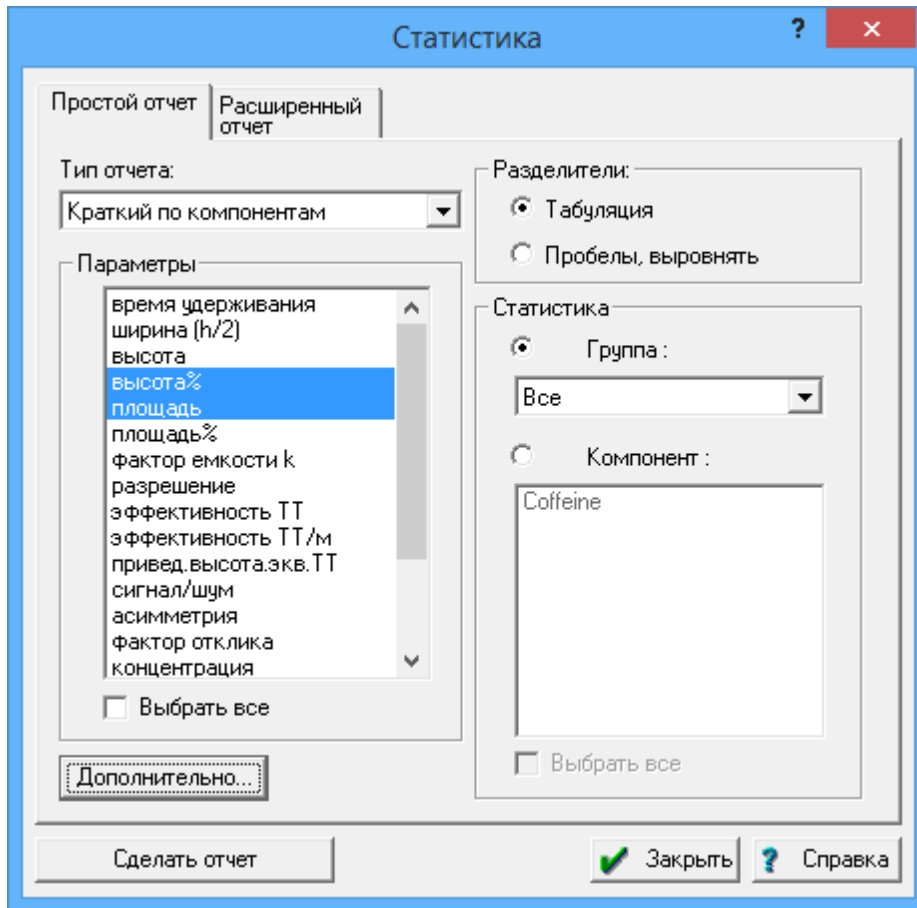 Статистика
?
Простой отчет
Расширенный
отчет
Тип отчета:
Краткий по компонентам
Параметры
время удерживания
ширина (h/2)
высота
высота%
площадь
площадь%
фактор емкости k
разрешение
эффективность ТТ
эффективность ТТ/м
привед.высота.экв.ТТ
сигнал/шум
асимметрия
фактор отклика
концентрация
Выбрать все
Дополнительно...
Разделители:
Табуляция
Пробелы, выровнять
Статистика
Группа :
Все
Компонент :
Coffeine
Выбрать все
Сделать отчет
Закрыть
? Справка